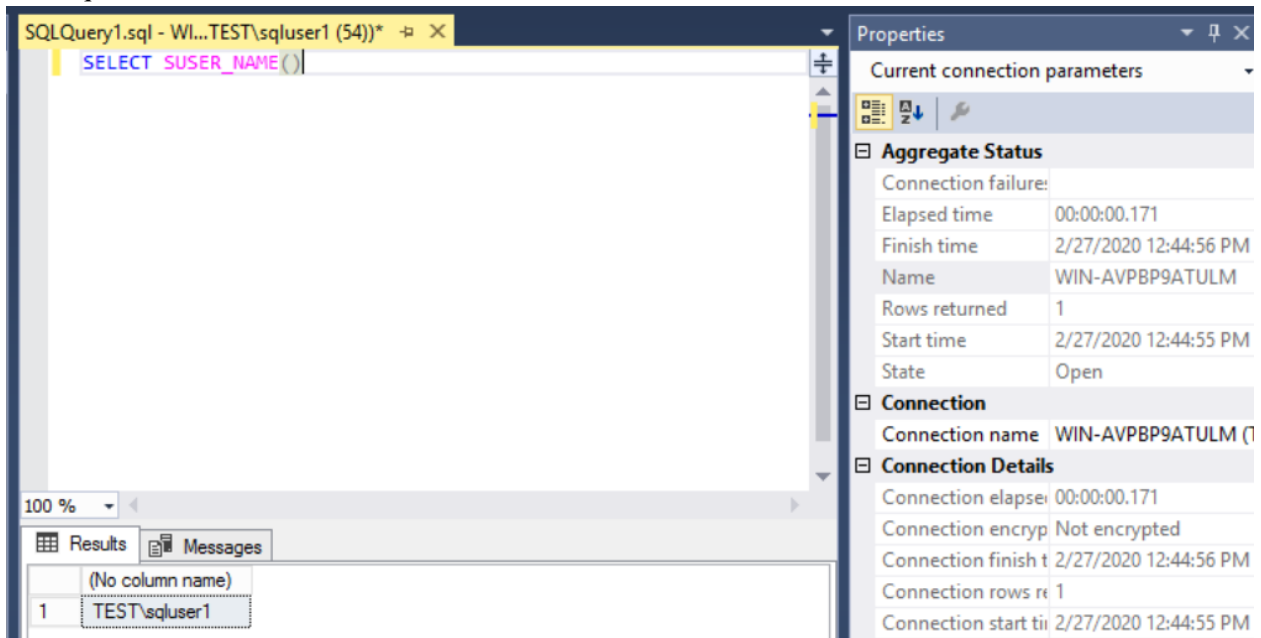 SQLQuery1.sql - WI...TEST\sqluser1 (54))*
SELECT SUSER_NAME()
100 %
Results Messages
(No column name)
1 TEST\sqluser1
Properties
Current connection parameters
Aggregate Status
Connection failure
Elapsed time 00:00:00.171
Finish time 2/27/2020 12:44:56 PM
Name WIN-AVPBP9ATULM
Rows returned 1
Start time 2/27/2020 12:44:55 PM
State Open
Connection
Connection name WIN-AVPBP9ATULM (T
Connection Details
Connection elapse 00:00:00.171
Connection encryp Not encrypted
Connection finish t 2/27/2020 12:44:56 PM
Connection rows re 1
Connection start ti 2/27/2020 12:44:55 PM